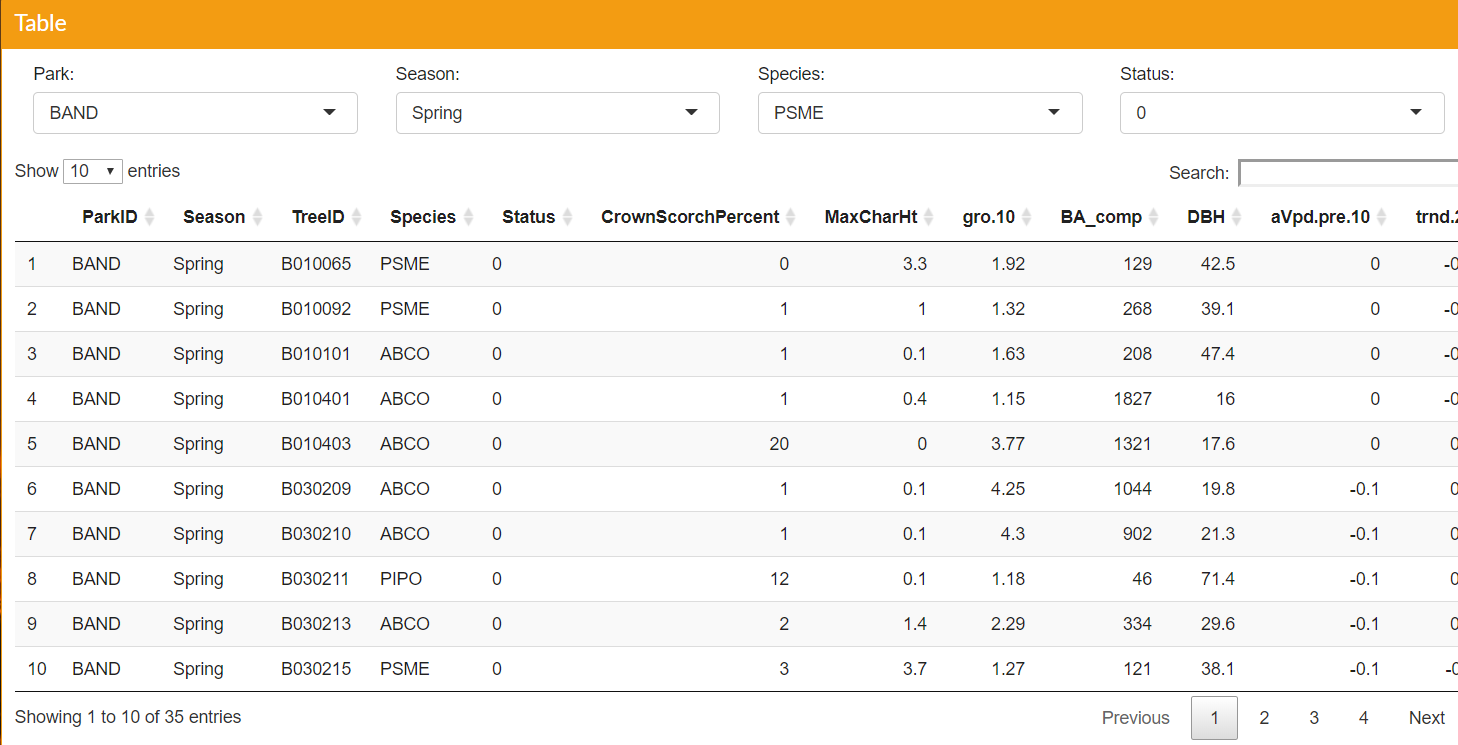 Table
Park: Season: Species: Status:
BAND Spring PSME 0
Show 10 entries Search:
ParkID Season TreeID Species Status CrownScorchPercent MaxCharHt gro.10 BA_comp DBH aVpd.pre.10 trnd.2
1 BAND Spring B010065 PSME 0 0 3.3 1.92 129 42.5 0 -0
2 BAND Spring B010092 PSME 0 1 1 1.32 268 39.1 0 -0
3 BAND Spring B010101 ABCO 0 1 0.1 1.63 208 47.4 0 -0
4 BAND Spring B010401 ABCO 0 1 0.4 1.15 1827 16 0 -0
5 BAND Spring B010403 ABCO 0 20 0 3.77 1321 17.6 0 0
6 BAND Spring B030209 ABCO 0 1 0.1 4.25 1044 19.8 -0.1 0
7 BAND Spring B030210 ABCO 0 1 0.1 4.3 902 21.3 -0.1 0
8 BAND Spring B030211 PIPO 0 12 0.1 1.18 46 71.4 -0.1 0
9 BAND Spring B030213 ABCO 0 2 1.4 2.29 334 29.6 -0.1 0
10 BAND Spring B030215 PSME 0 3 3.7 1.27 121 38.1 -0.1 -0
Showing 1 to 10 of 35 entries Previous 1 2 3 4 Next